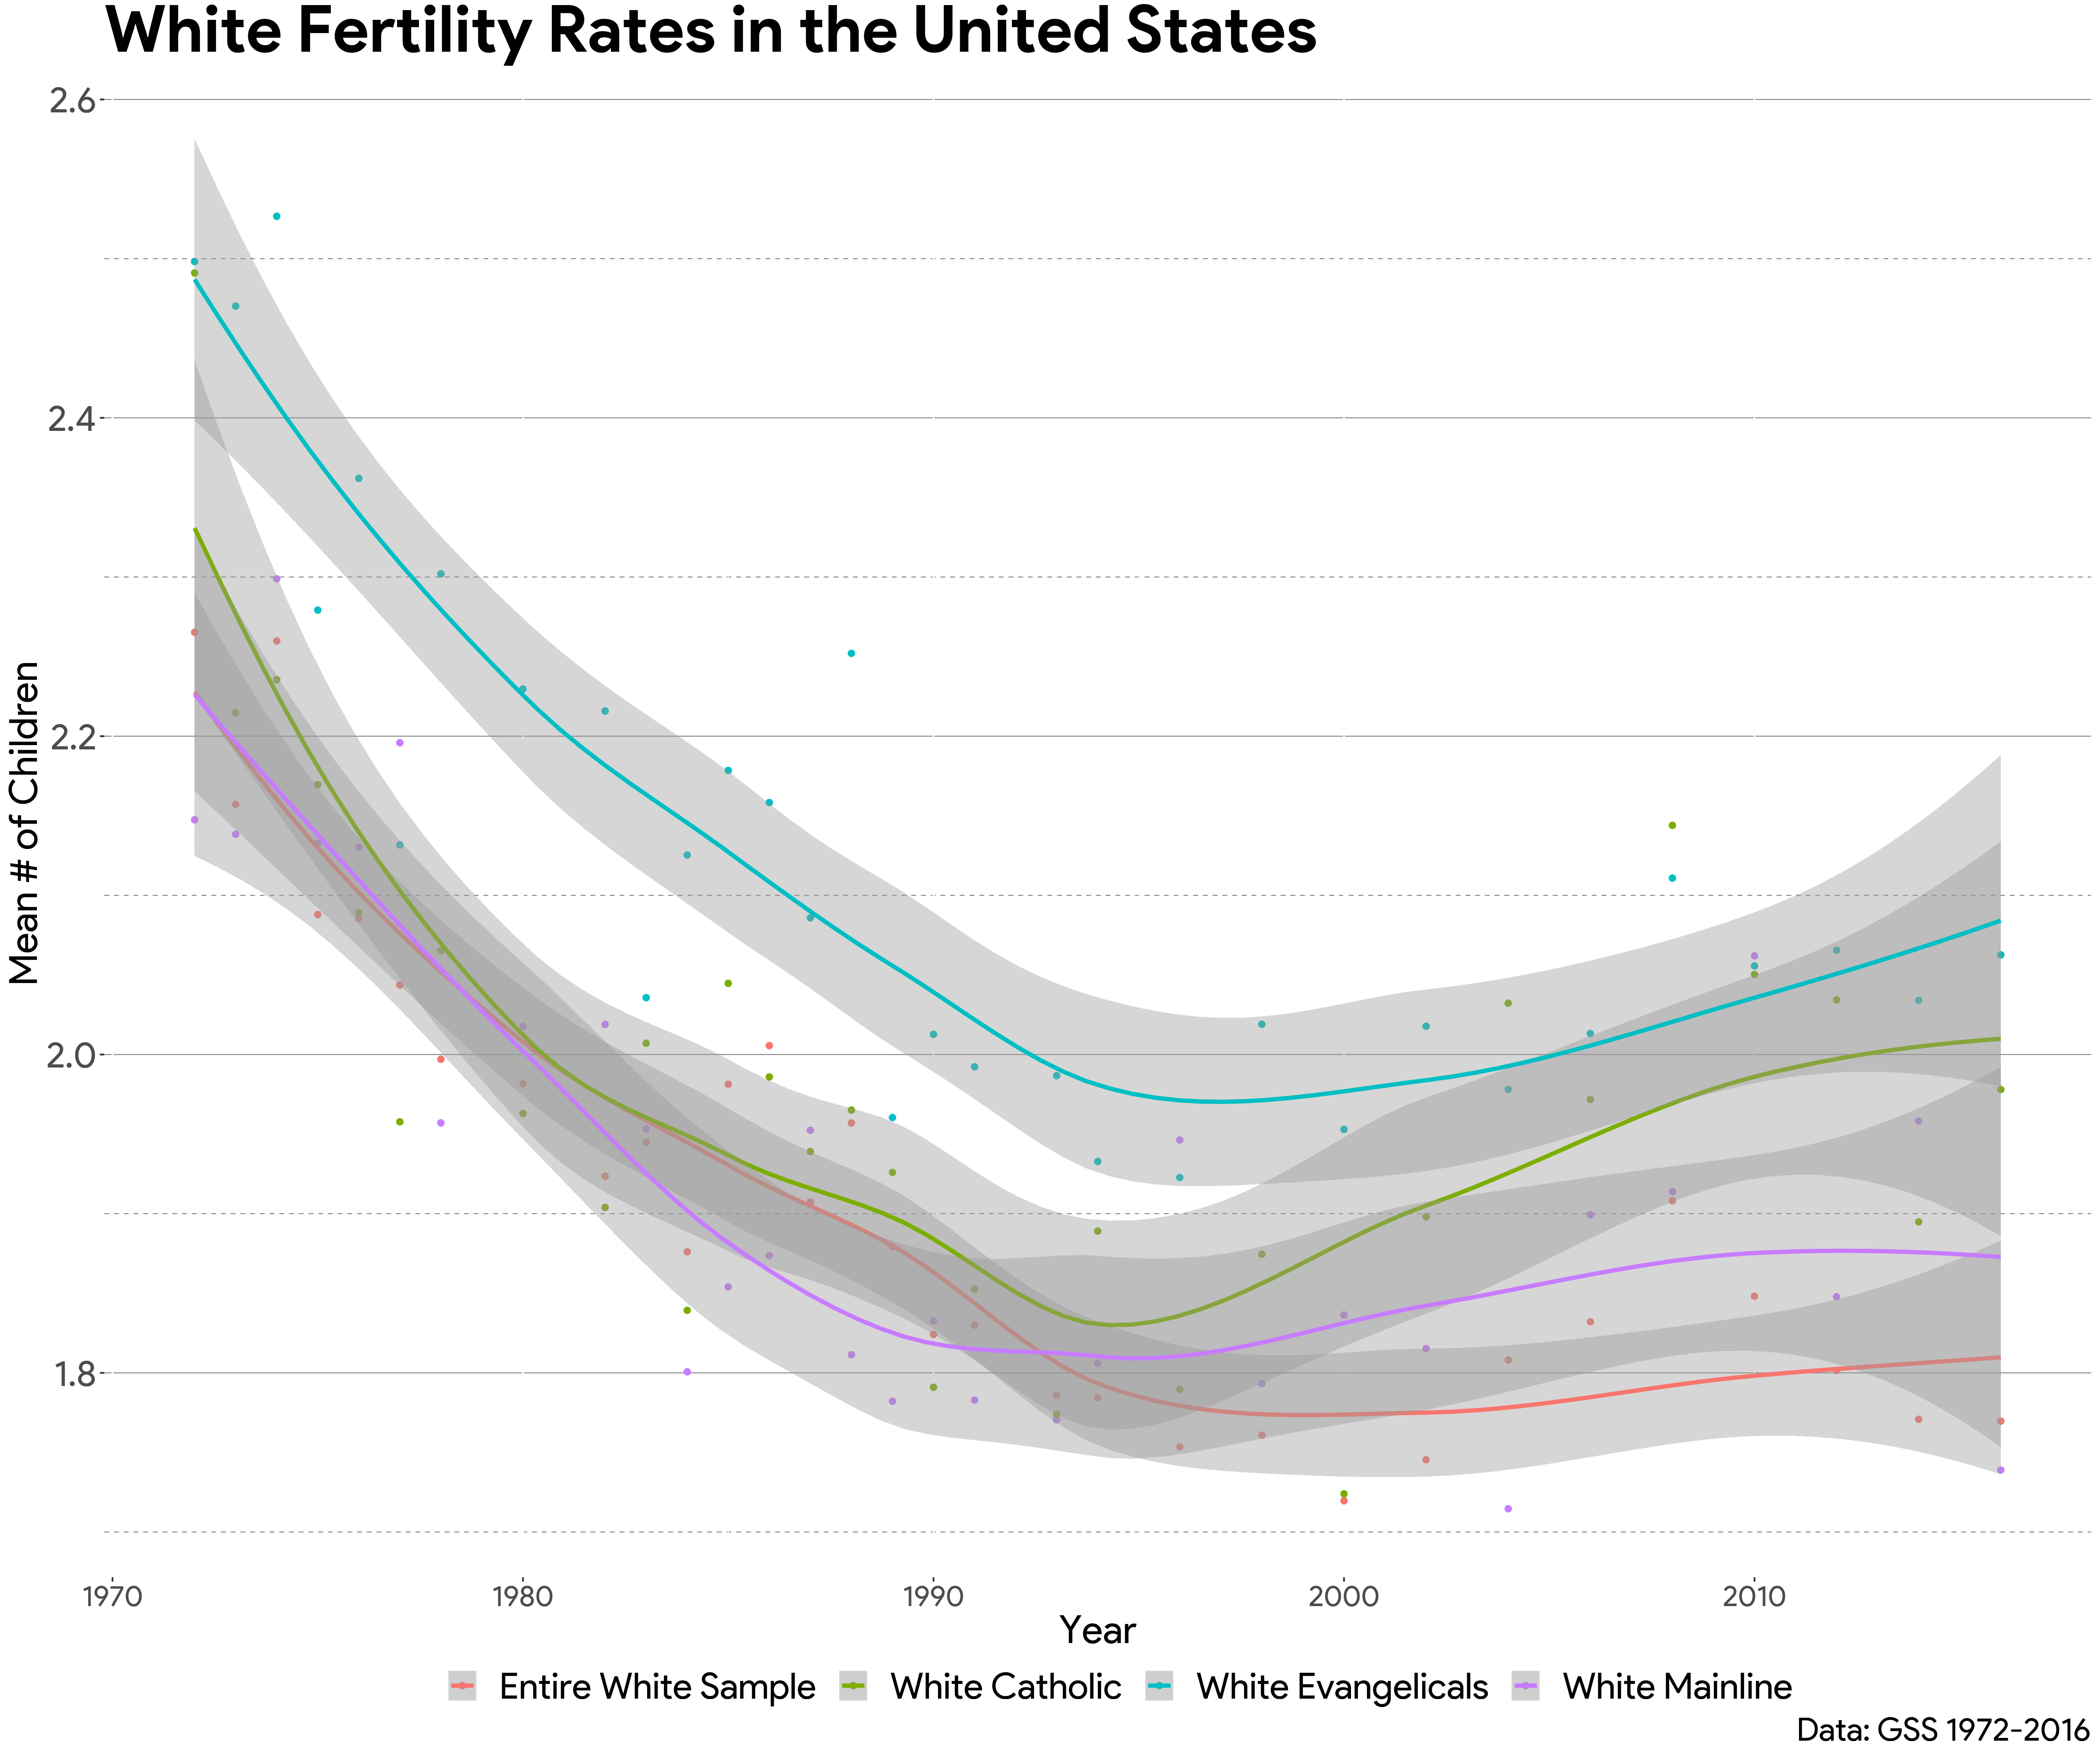 White Fertility Rates in the United States
2.6
2.4
2.2
2.0
1.8
Mean # of Children
1970 1980 1990 2000 2010
Year
Entire White Sample White Catholic White Evangelicals White Mainline
Data: GSS 1972-2016